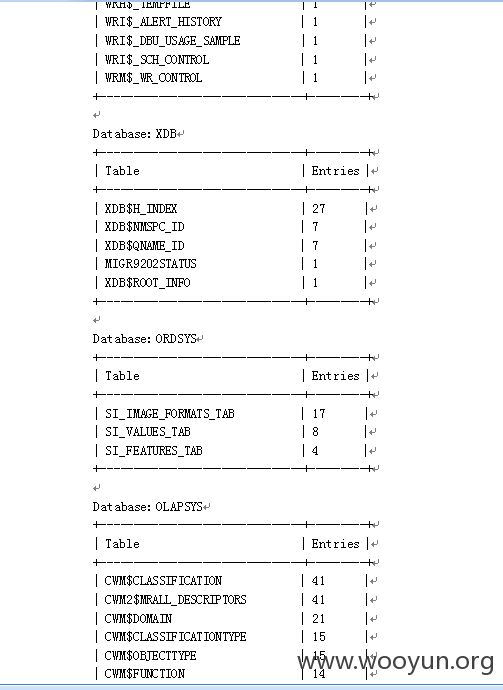 | WRH$_TEMPFILE | 1 |
| WRI$_ALERT_HISTORY | 1 |
| WRI$_DBU_USAGE_SAMPLE | 1 |
| WRI$_SCH_CONTROL | 1 |
| WRM$_WR_CONTROL | 1 |
Database: XDB
| Table | Entries |
| XDB$H_INDEX | 27 |
| XDB$NMSPC_ID | 7 |
| XDB$QNAME_ID | 7 |
| MIGR9202STATUS | 1 |
| XDB$ROOT_INFO | 1 |
Database: ORDSYS
| Table | Entries |
| SI_IMAGE_FORMATS_TAB | 17 |
| SI_VALUES_TAB | 8 |
| SI_FEATURES_TAB | 4 |
Database: OLAPSYS
| Table | Entries |
| CWM$CLASSIFICATION | 41 |
| CWM2$MRALL_DESCRIPTORS | 41 |
| CWM$DOMAIN | 21 |
| CWM$CLASSIFICATIONTYPE | 15 |
| CWM$OBJECTTYPE | 15 |
| CWM$FUNCTION | 14 |
www.wooyun.org